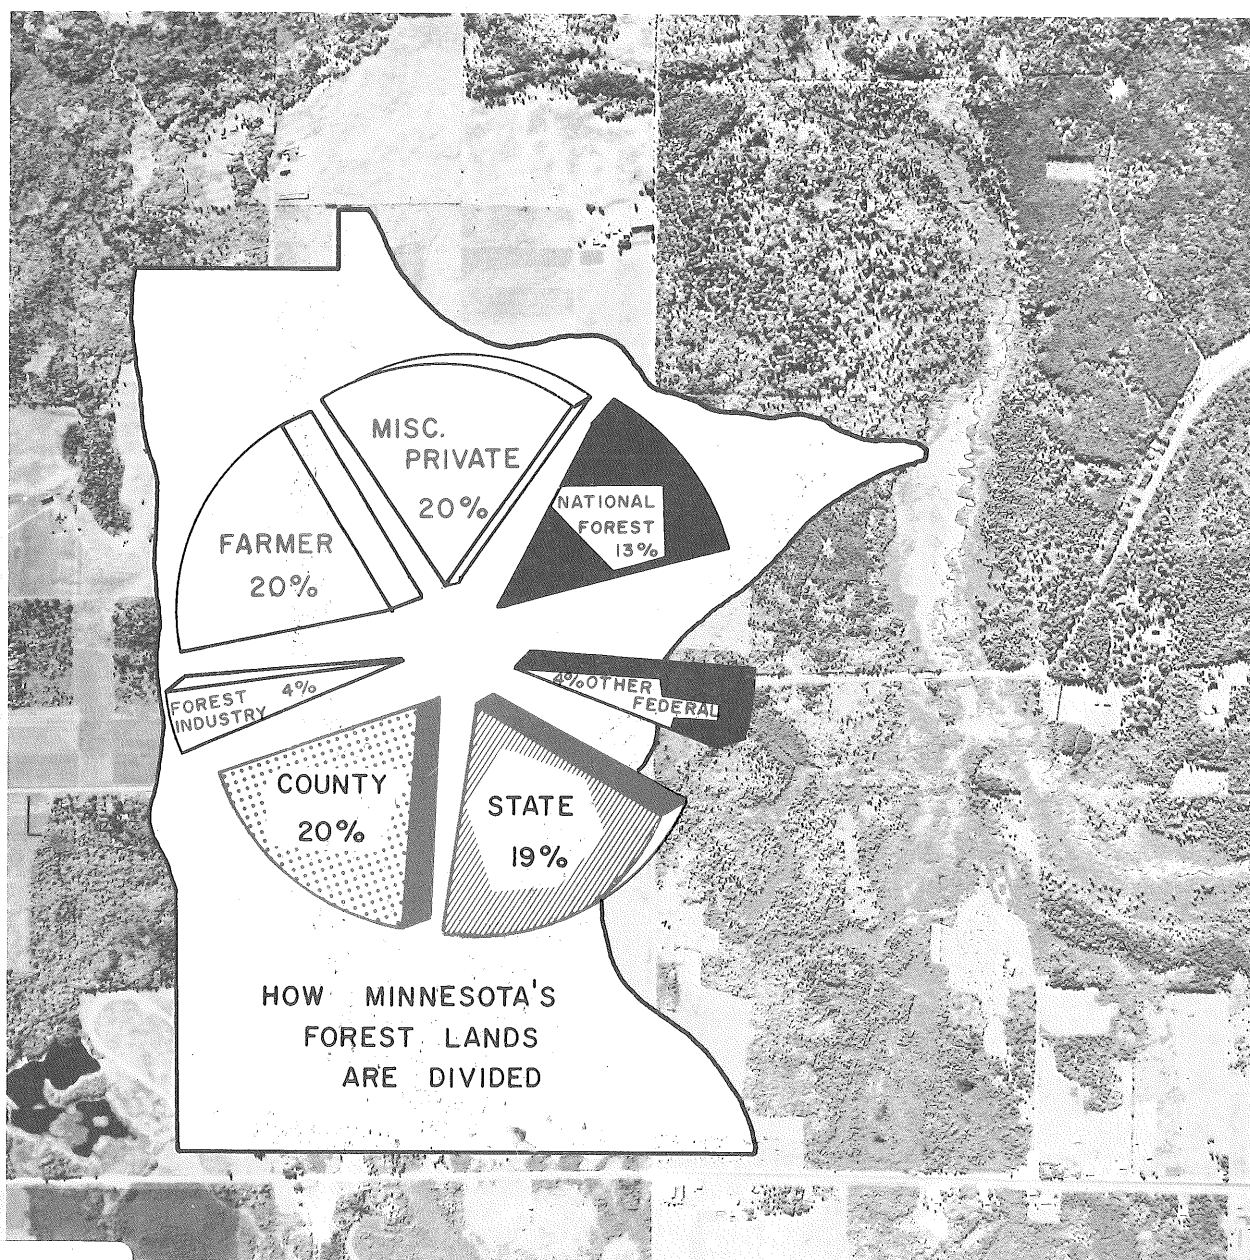 MISC.
PRIVATE
20%
NATIONAL
FOREST
13%
FARMER
20%
FOREST 4%
INDUSTRY
4% OTHER
FEDERAL
COUNTY
20%
STATE
19%
HOW MINNESOTA'S
FOREST LANDS
ARE DIVIDED